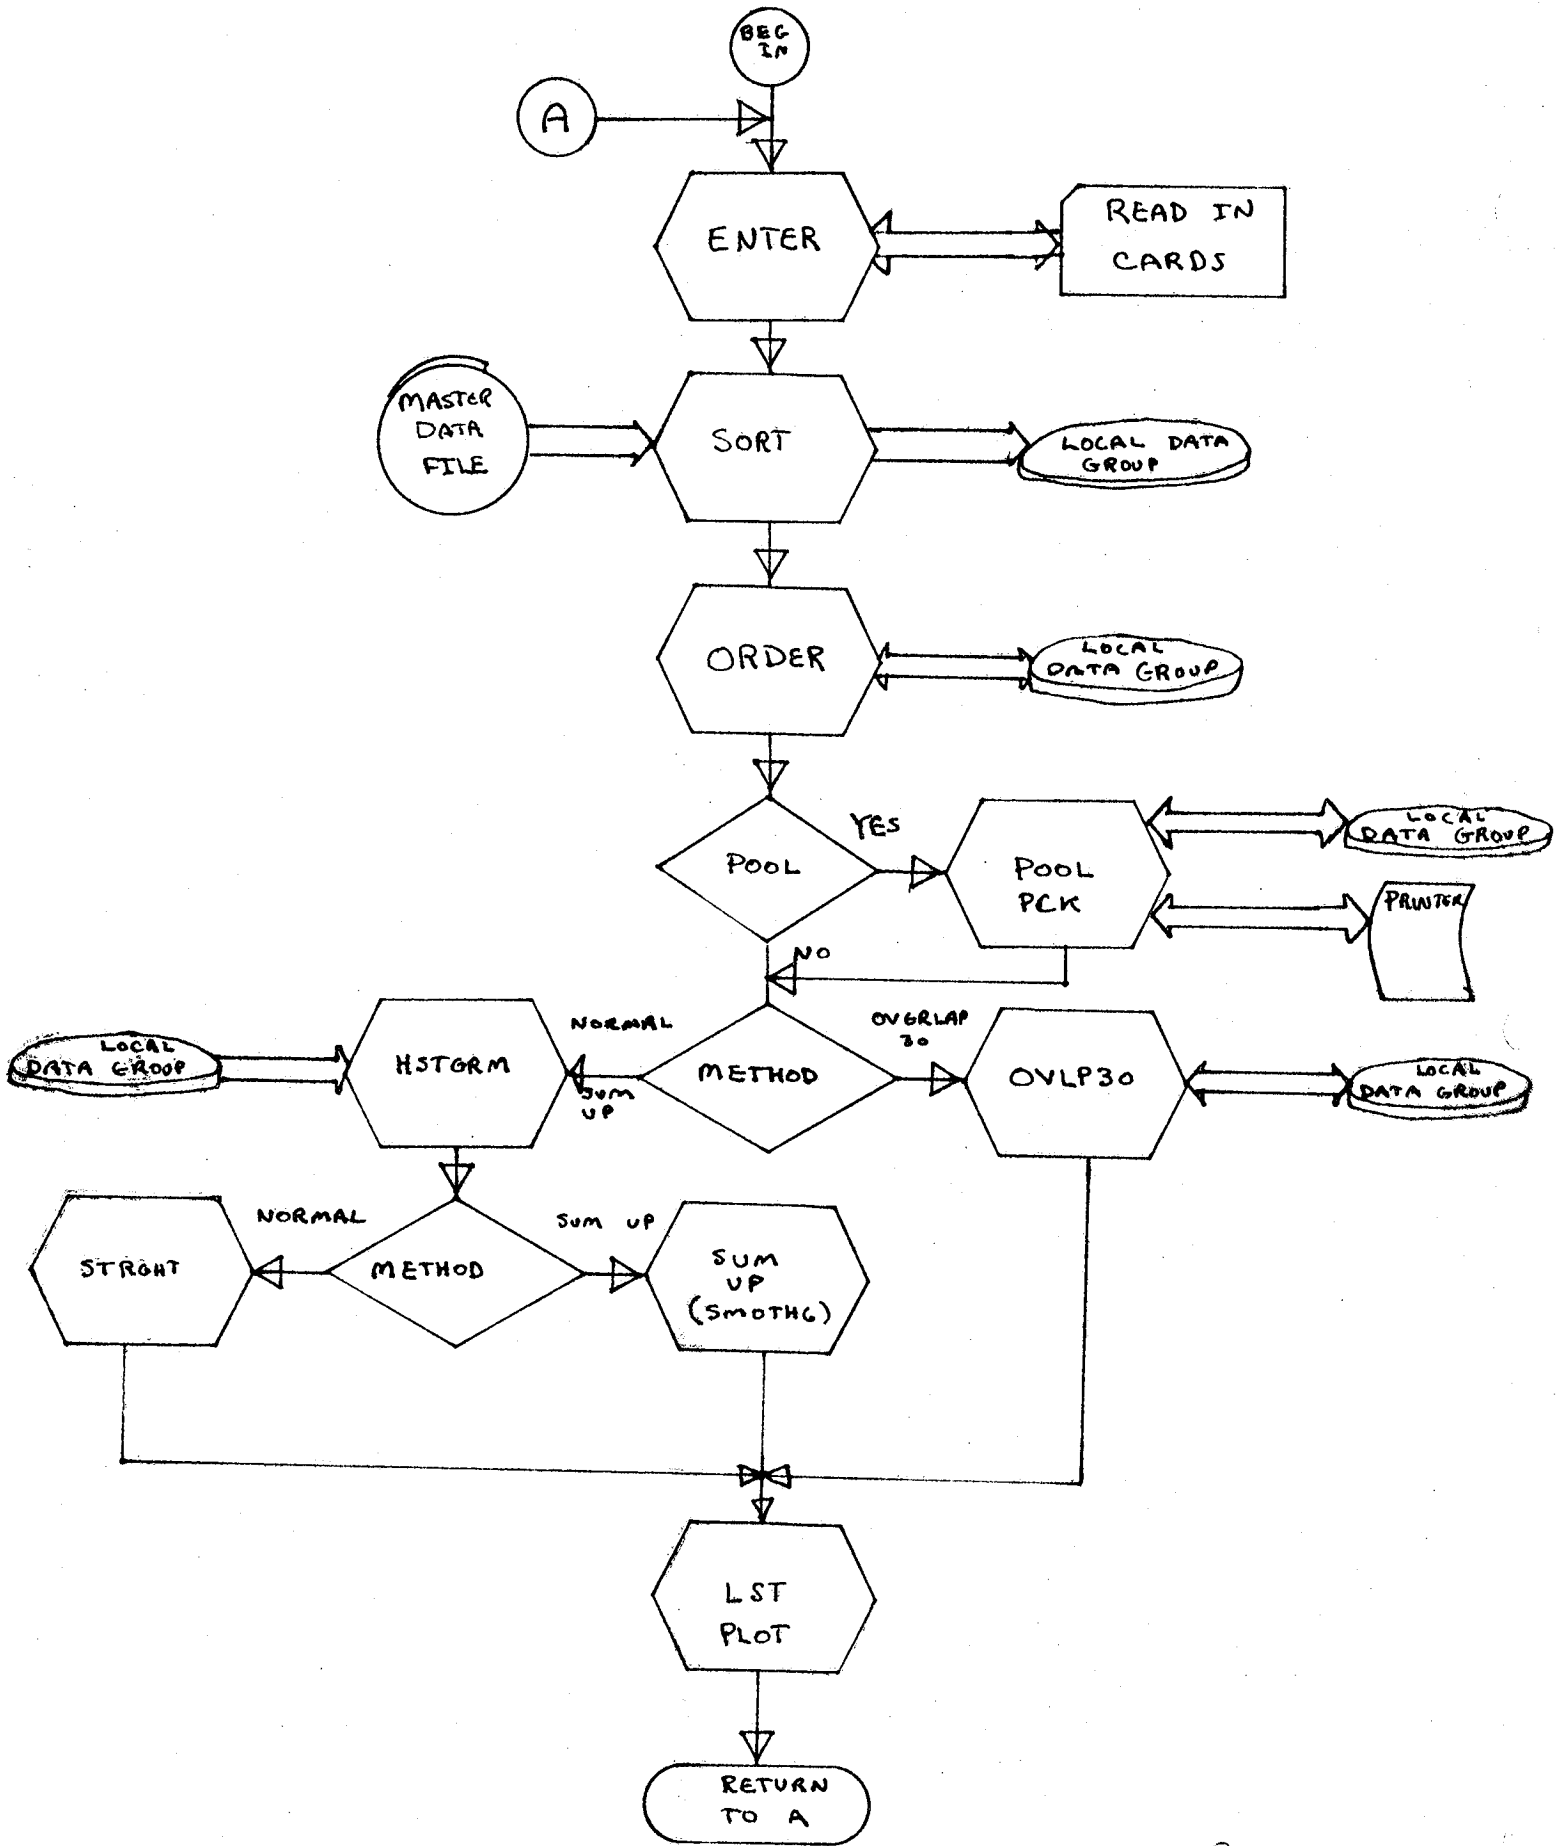 BEG
IN
A
ENTER
READ IN
CARDS
MASTER
DATA
FILE
SORT
LOCAL DATA
GROUP
ORDER
LOCAL
DATA GROUP
POOL
YES
POOL
PCK
LOCAL
DATA GROUP
PRINTER
NO
LOCAL
DATA GROUP
HSTGRM
NORMAL
SUM
UP
METHOD
OVERLAP
30
OVLP30
LOCAL
DATA GROUP
STRGHT
NORMAL
METHOD
SUM UP
SUM
UP
(SMOTHG)
LST
PLOT
RETURN
TO A